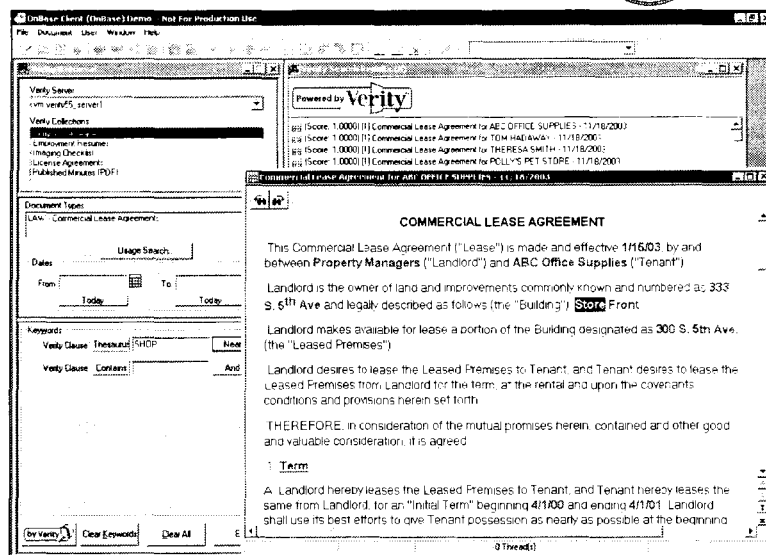 OnBase Client (OnBase) Demo - Not For Production Use
File Document User Window Help
Verity Server
vm verity55_server1
Verity Collections
Employment Resumes
Imaging Checklist
License Agreements
Published Minutes (PDF)
Document Types
LAW - Commercial Lease Agreements
Usage Search
Dates
From
To
Today
Today
Keywords
Verity Clause Thesaurus SHOP Near
Verity Clause Contains And
by Verity
Clear Keywords
Clear All
Powered by Verity
[Score: 1.0000] [1] Commercial Lease Agreement for ABC OFFICE SUPPLIES - 11/18/2003
[Score: 1.0000] [1] Commercial Lease Agreement for TOM HADAWAY - 11/18/2003
[Score: 1.0000] [1] Commercial Lease Agreement for THERESA SMITH - 11/18/2003
[Score: 1.0000] [1] Commercial Lease Agreement for POLLY'S PET STORE - 11/18/2003
Commercial Lease Agreement for ABC OFFICE SUPPLIES - 11/18/2003
COMMERCIAL LEASE AGREEMENT
This Commercial Lease Agreement ("Lease") is made and effective 1/16/03, by and
between Property Managers ("Landlord") and ABC Office Supplies ("Tenant")
Landlord is the owner of land and improvements commonly known and numbered as 333
S. 5th Ave and legally described as follows (the "Building") Store Front
Landlord makes available for lease a portion of the Building designated as 300 S. 5th Ave.
(the "Leased Premises")
Landlord desires to lease the Leased Premises to Tenant, and Tenant desires to lease the
Leased Premises from Landlord for the term, at the rental and upon the covenants
conditions and provisions herein set forth
THEREFORE, in consideration of the mutual promises herein, contained and other good
and valuable consideration, it is agreed
1. Term
A. Landlord hereby leases the Leased Premises to Tenant, and Tenant hereby leases the
same from Landlord, for an "Initial Term" beginning 4/1/00 and ending 4/1/01 Landlord
shall use its best efforts to give Tenant possession as nearly as possible at the beginning
0 Thread(s)